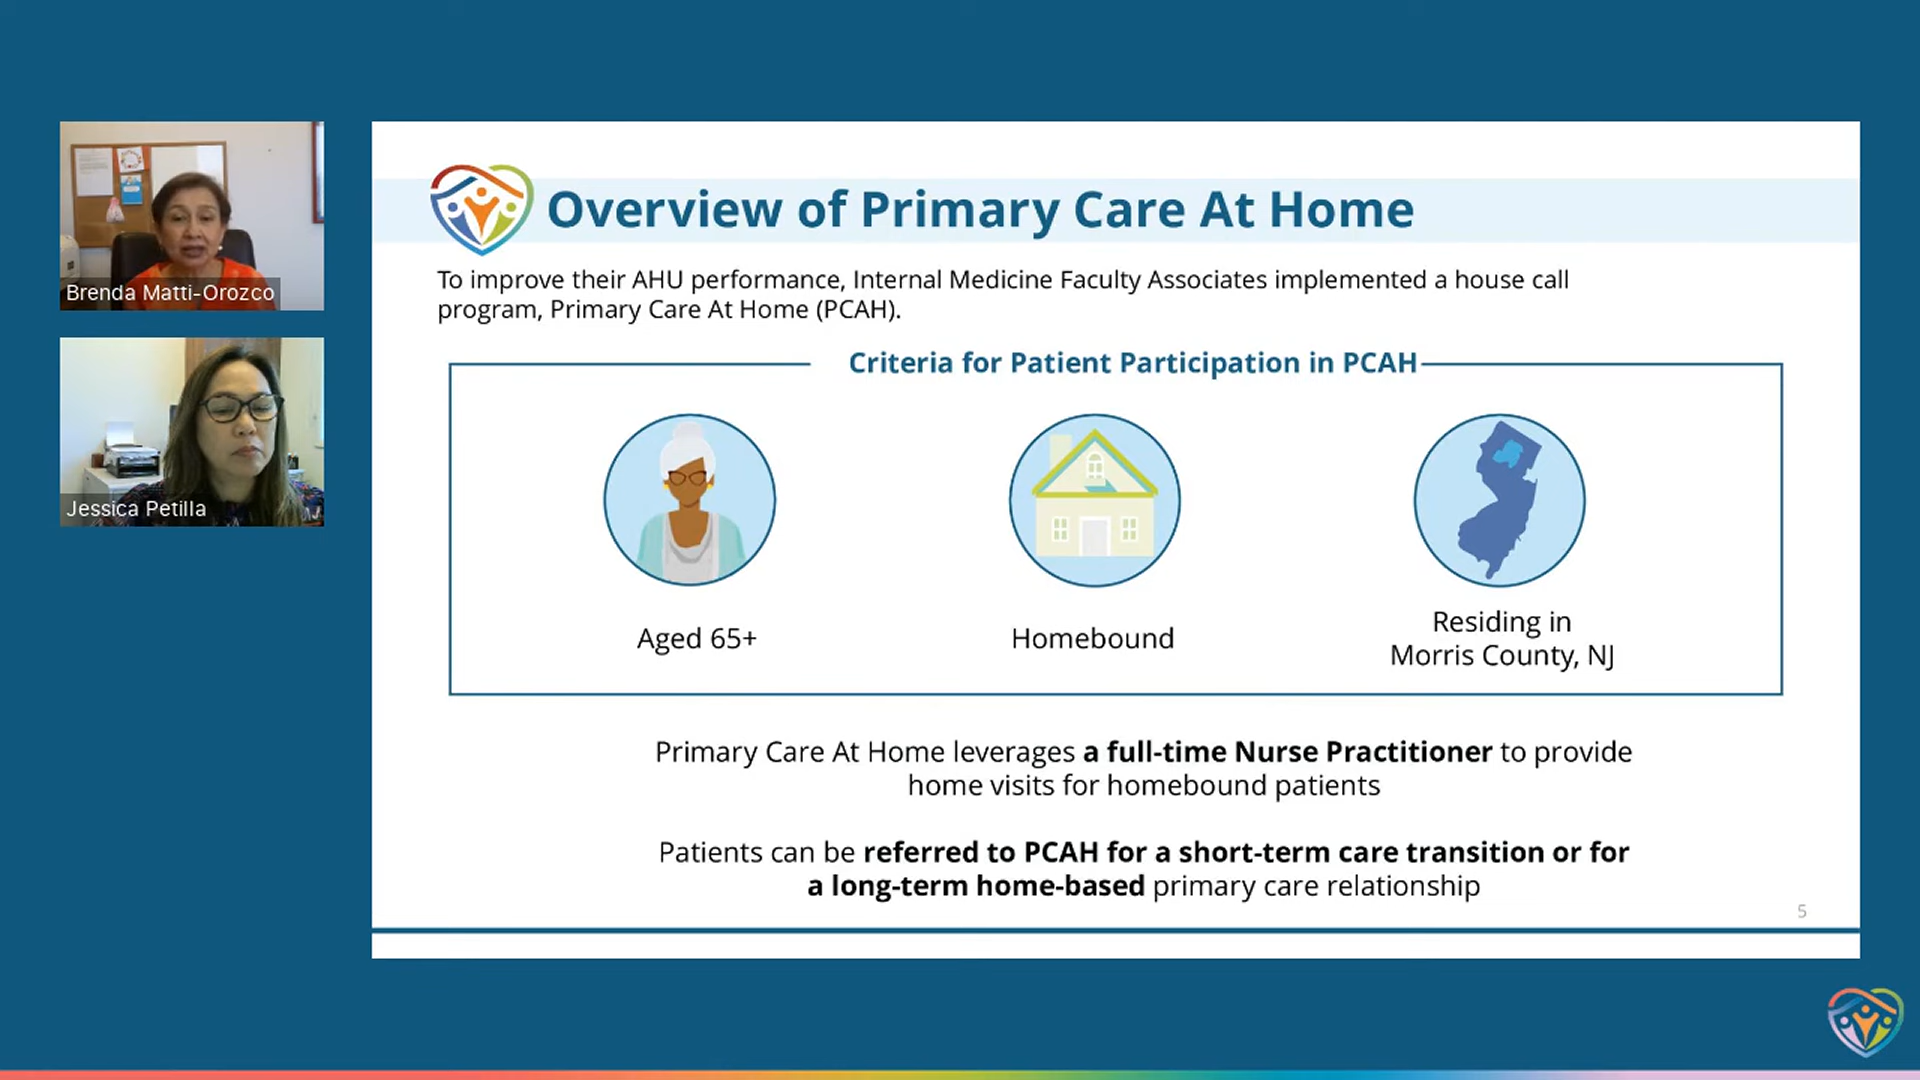 Brenda Matti-Orozco
Jessica Petilla
Overview of Primary Care At Home
To improve their AHU performance, Internal Medicine Faculty Associates implemented a house call
program, Primary Care At Home (PCAH).
Criteria for Patient Participation in PCAH
Aged 65+
Homebound
Residing in
Morris County, NJ
Primary Care At Home leverages a full-time Nurse Practitioner to provide
home visits for homebound patients
Patients can be referred to PCAH for a short-term care transition or for
a long-term home-based primary care relationship
5